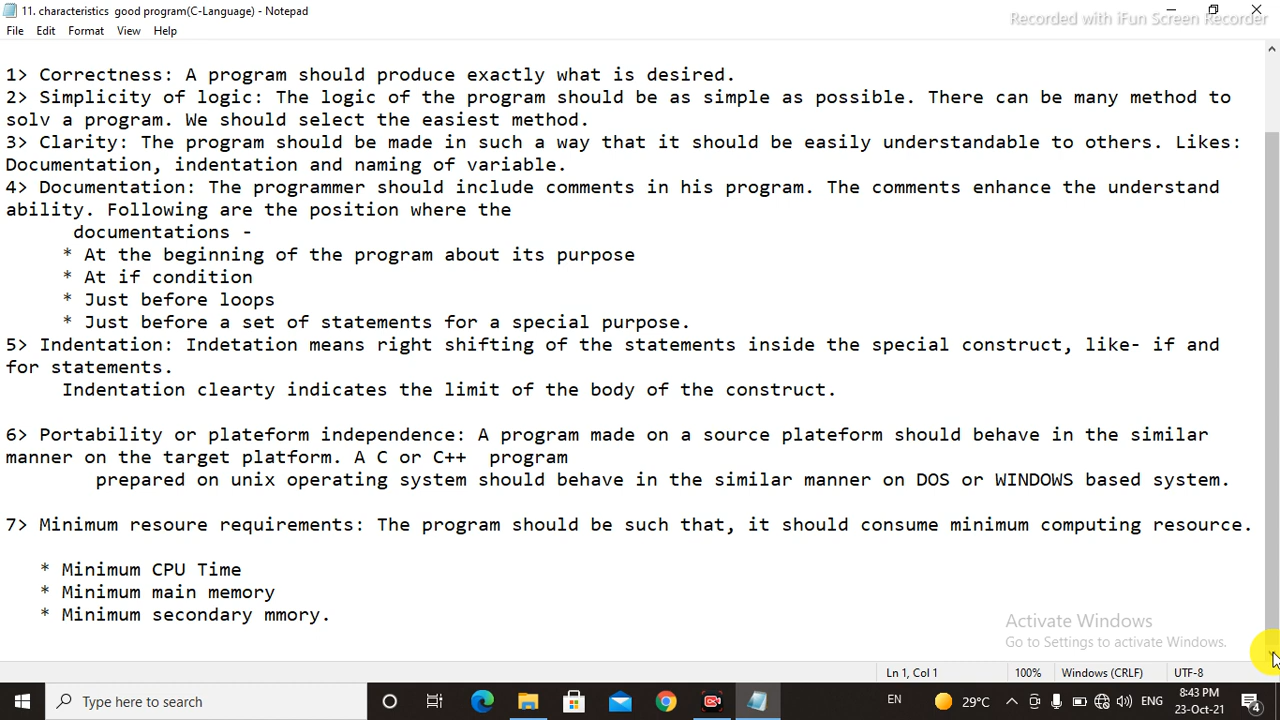 11. characteristics  good program(C-Language) - Notepad
Recorded with iFun Screen Recorder
File Edit Format View Help
1> Correctness: A program should produce exactly what is desired.
2> Simplicity of logic: The logic of the program should be as simple as possible. There can be many method to
solv a program. We should select the easiest method.
3> Clarity: The program should be made in such a way that it should be easily understandable to others. Likes:
Documentation, indentation and naming of variable.
4> Documentation: The programmer should include comments in his program. The comments enhance the understand
ability. Following are the position where the
documentations -
* At the beginning of the program about its purpose
* At if condition
* Just before loops
* Just before a set of statements for a special purpose.
5> Indentation: Indetation means right shifting of the statements inside the special construct, like- if and
for statements.
Indentation clearty indicates the limit of the body of the construct.
6> Portability or plateform independence: A program made on a source plateform should behave in the similar
manner on the target platform. A C or C++  program
prepared on unix operating system should behave in the similar manner on DOS or WINDOWS based system.
7> Minimum resoure requirements: The program should be such that, it should consume minimum computing resource.
* Minimum CPU Time
* Minimum main memory
* Minimum secondary mmory.
Activate Windows
Go to Settings to activate Windows.
Ln 1, Col 1 100% Windows (CRLF) UTF-8
Type here to search EN 29°C ENG 8:43 PM
23-Oct-21 4